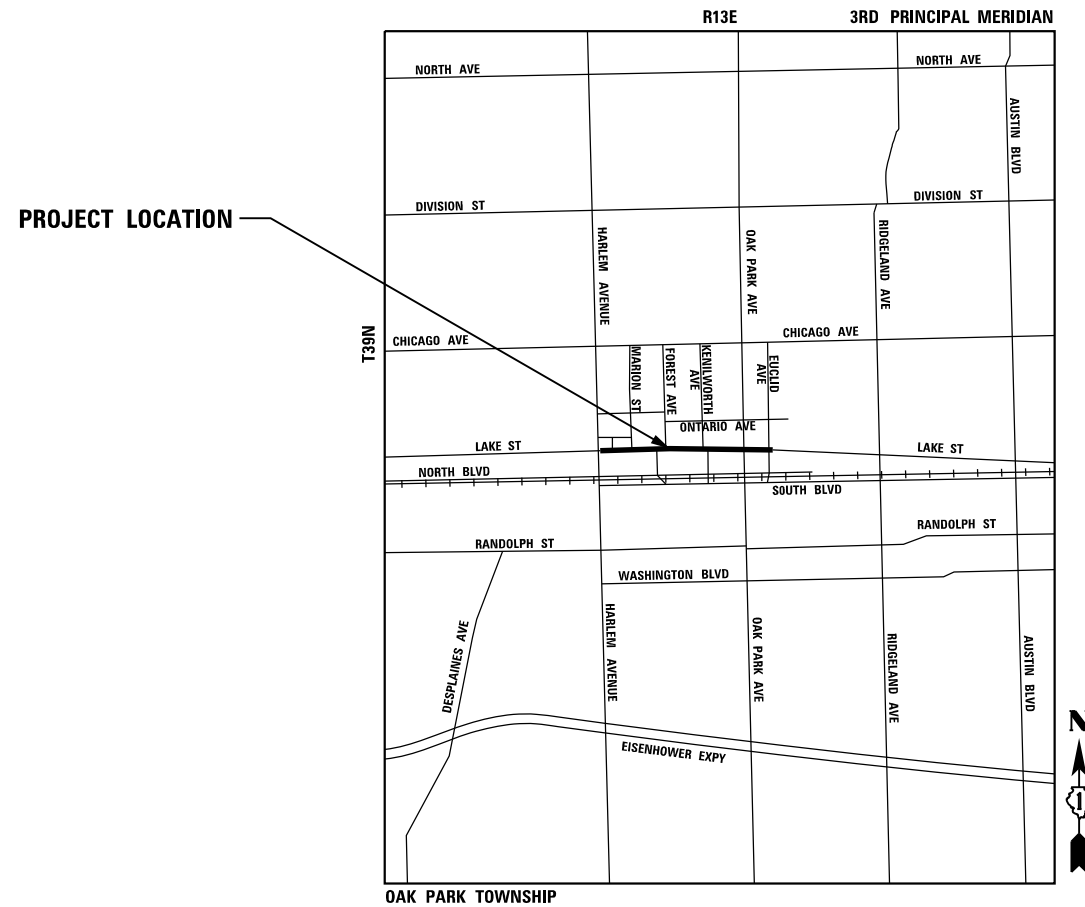 R13E
3RD PRINCIPAL MERIDIAN
NORTH AVE
NORTH AVE
AUSTIN BLVD
PROJECT LOCATION
DIVISION ST
DIVISION ST
HARLEM AVENUE
OAK PARK AVE
RIDGELAND AVE
T39N
CHICAGO AVE
CHICAGO AVE
MARION ST
FOREST AVE
KENILWORTH
AVE
EUCLID
AVE
ONTARIO AVE
LAKE ST
LAKE ST
NORTH BLVD
SOUTH BLVD
RANDOLPH ST
RANDOLPH ST
WASHINGTON BLVD
DESPLAINES AVE
HARLEM AVENUE
OAK PARK AVE
RIDGELAND AVE
AUSTIN BLVD
EISENHOWER EXPY
N
OAK PARK TOWNSHIP